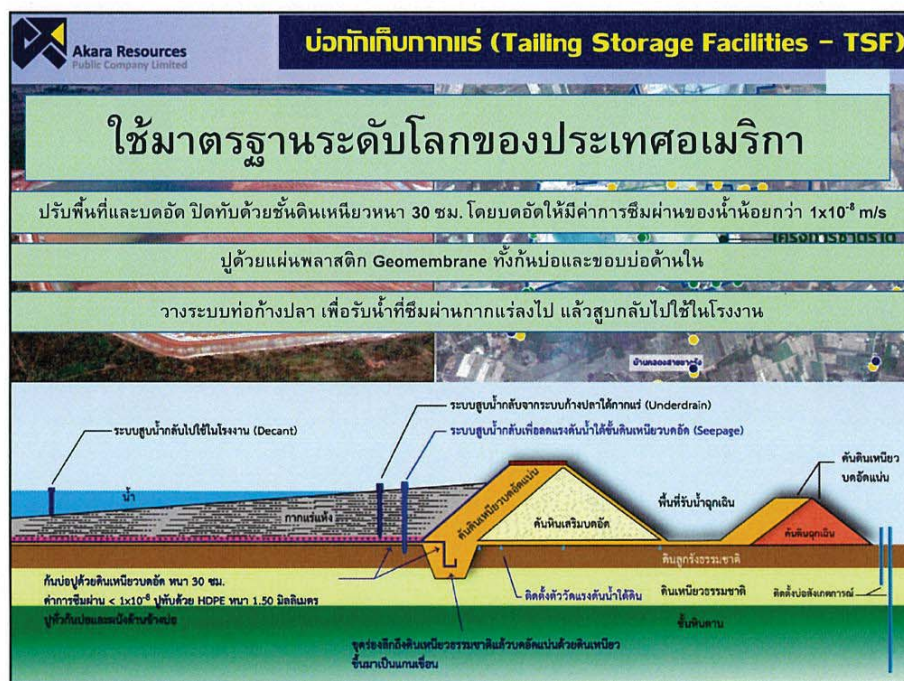 Akara Resources
Public Company Limited
บ่อกักเก็บกากแร่ (Tailing Storage Facilities – TSF)
ใช้มาตรฐานระดับโลกของประเทศอเมริกา
ปรับพื้นที่และบดอัด ปิดทับด้วยชั้นดินเหนียวหนา 30 ซม. โดยบดอัดให้มีค่าการซึมผ่านของน้ำน้อยกว่า 1x10⁻⁸ m/s
โครงการชาตรีใต้
ปูด้วยแผ่นพลาสติก Geomembrane ทั้งก้นบ่อและขอบบ่อด้านใน
วางระบบท่อก้างปลา เพื่อรับน้ำที่ซึมผ่านกากแร่ลงไป แล้วสูบกลับไปใช้ในโรงงาน
ระบบสูบน้ำกลับจากระบบก้างปลาใต้กากแร่ (Underdrain)
ระบบสูบน้ำกลับไปใช้ในโรงงาน (Decant)
ระบบสูบน้ำกลับเพื่อลดแรงดันน้ำใต้ชั้นดินเหนียวบดอัด (Seepage)
คันดินเหนียว
บดอัดแน่น
น้ำ
กากแร่แห้ง
คันดินเหนียวบดอัดแน่น
คันหินเสริมบดอัด
พื้นที่รับน้ำฉุกเฉิน
คันดินฉุกเฉิน
ดินลูกรังธรรมชาติ
ก้นบ่อปูด้วยดินเหนียวบดอัด หนา 30 ซม.
ค่าการซึมผ่าน < 1x10⁻⁸ ปูทับด้วย HDPE หนา 1.50 มิลลิเมตร
ปูทั่วก้นบ่อและผนังด้านข้างบ่อ
ติดตั้งตัววัดแรงดันน้ำใต้ดิน
ดินเหนียวธรรมชาติ
ติดตั้งบ่อสังเกตการณ์
ชั้นหินดาน
ขุดร่องลึกถึงดินเหนียวธรรมชาติแล้วบดอัดแน่นด้วยดินเหนียว
ขึ้นมาเป็นแกนเขื่อน